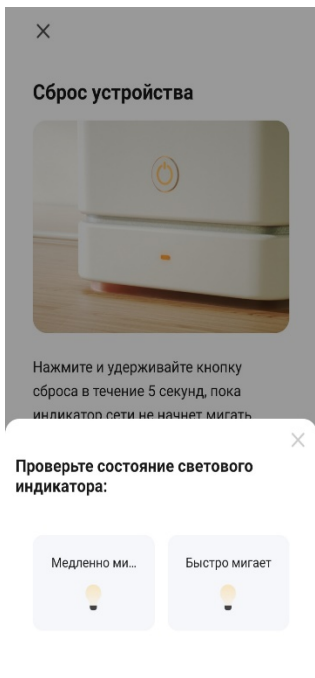 Сброс устройства
Нажмите и удерживайте кнопку
сброса в течение 5 секунд, пока
индикатор сети не начнет мигать
Проверьте состояние светового
индикатора:
Медленно ми...
Быстро мигает